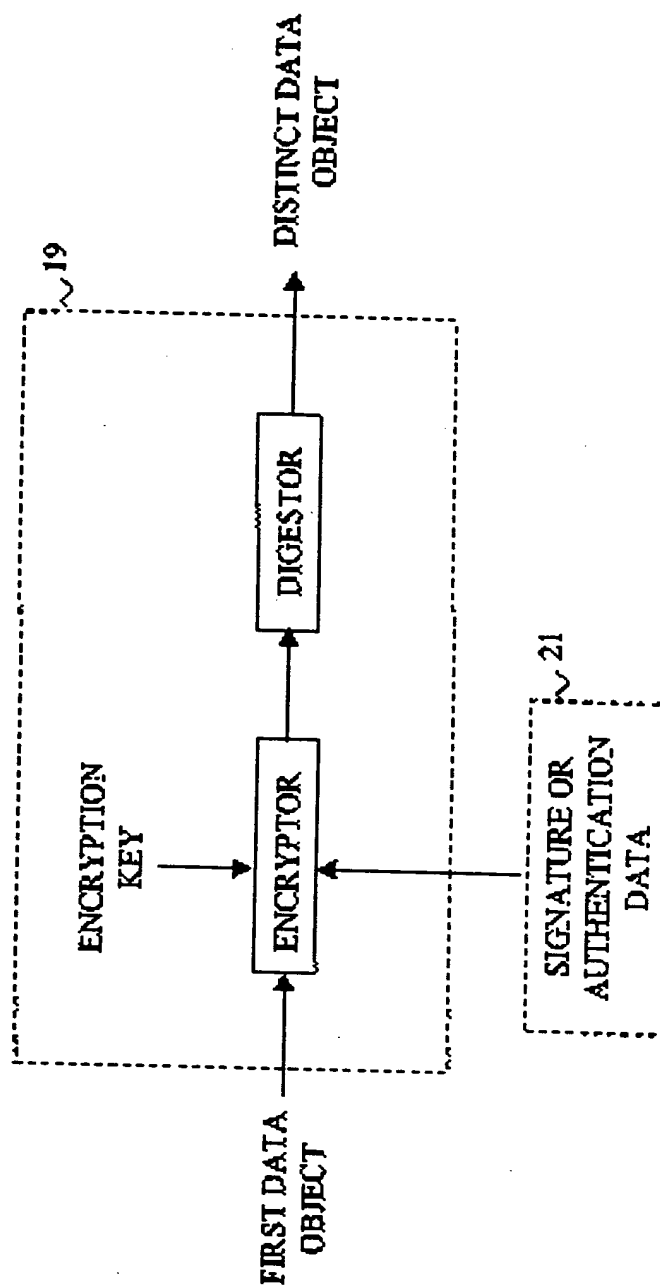 19
ENCRYPTION
KEY
FIRST DATA
OBJECT
ENCRYPTOR
DIGESTOR
DISTINCT DATA
OBJECT
21
SIGNATURE OR
AUTHENTICATION
DATA